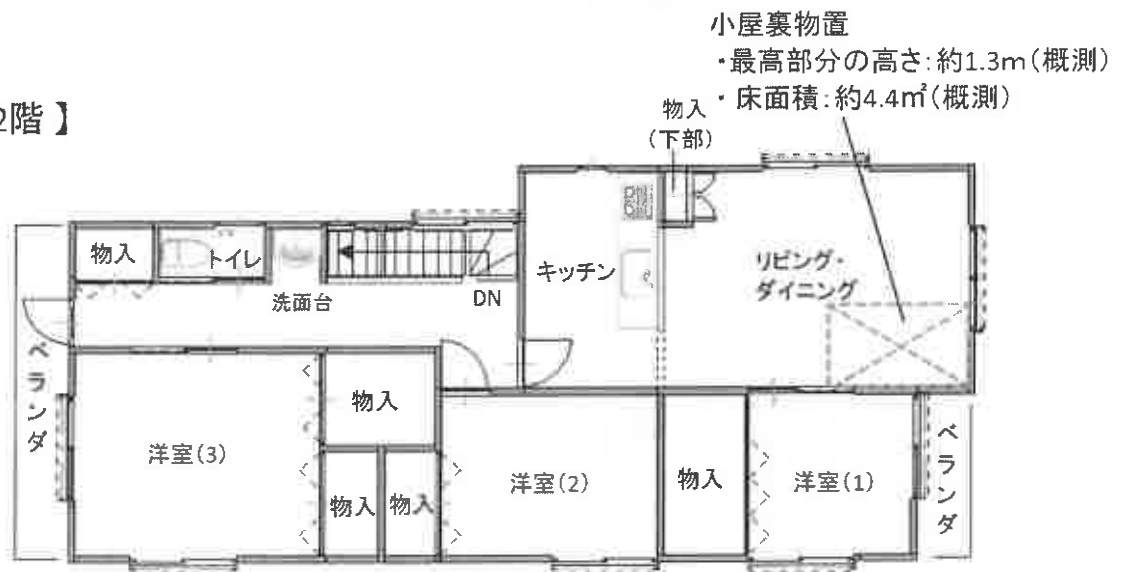 小屋裏物置
・最高部分の高さ：約1.3m（概測）
・床面積：約4.4㎡（概測）
2階】
物入
（下部）
物入
トイレ
洗面台
DN
キッチン
リビング・
ダイニング
ベランダ
洋室(3)
物入
物入
物入
洋室(2)
物入
洋室(1)
ベランダ